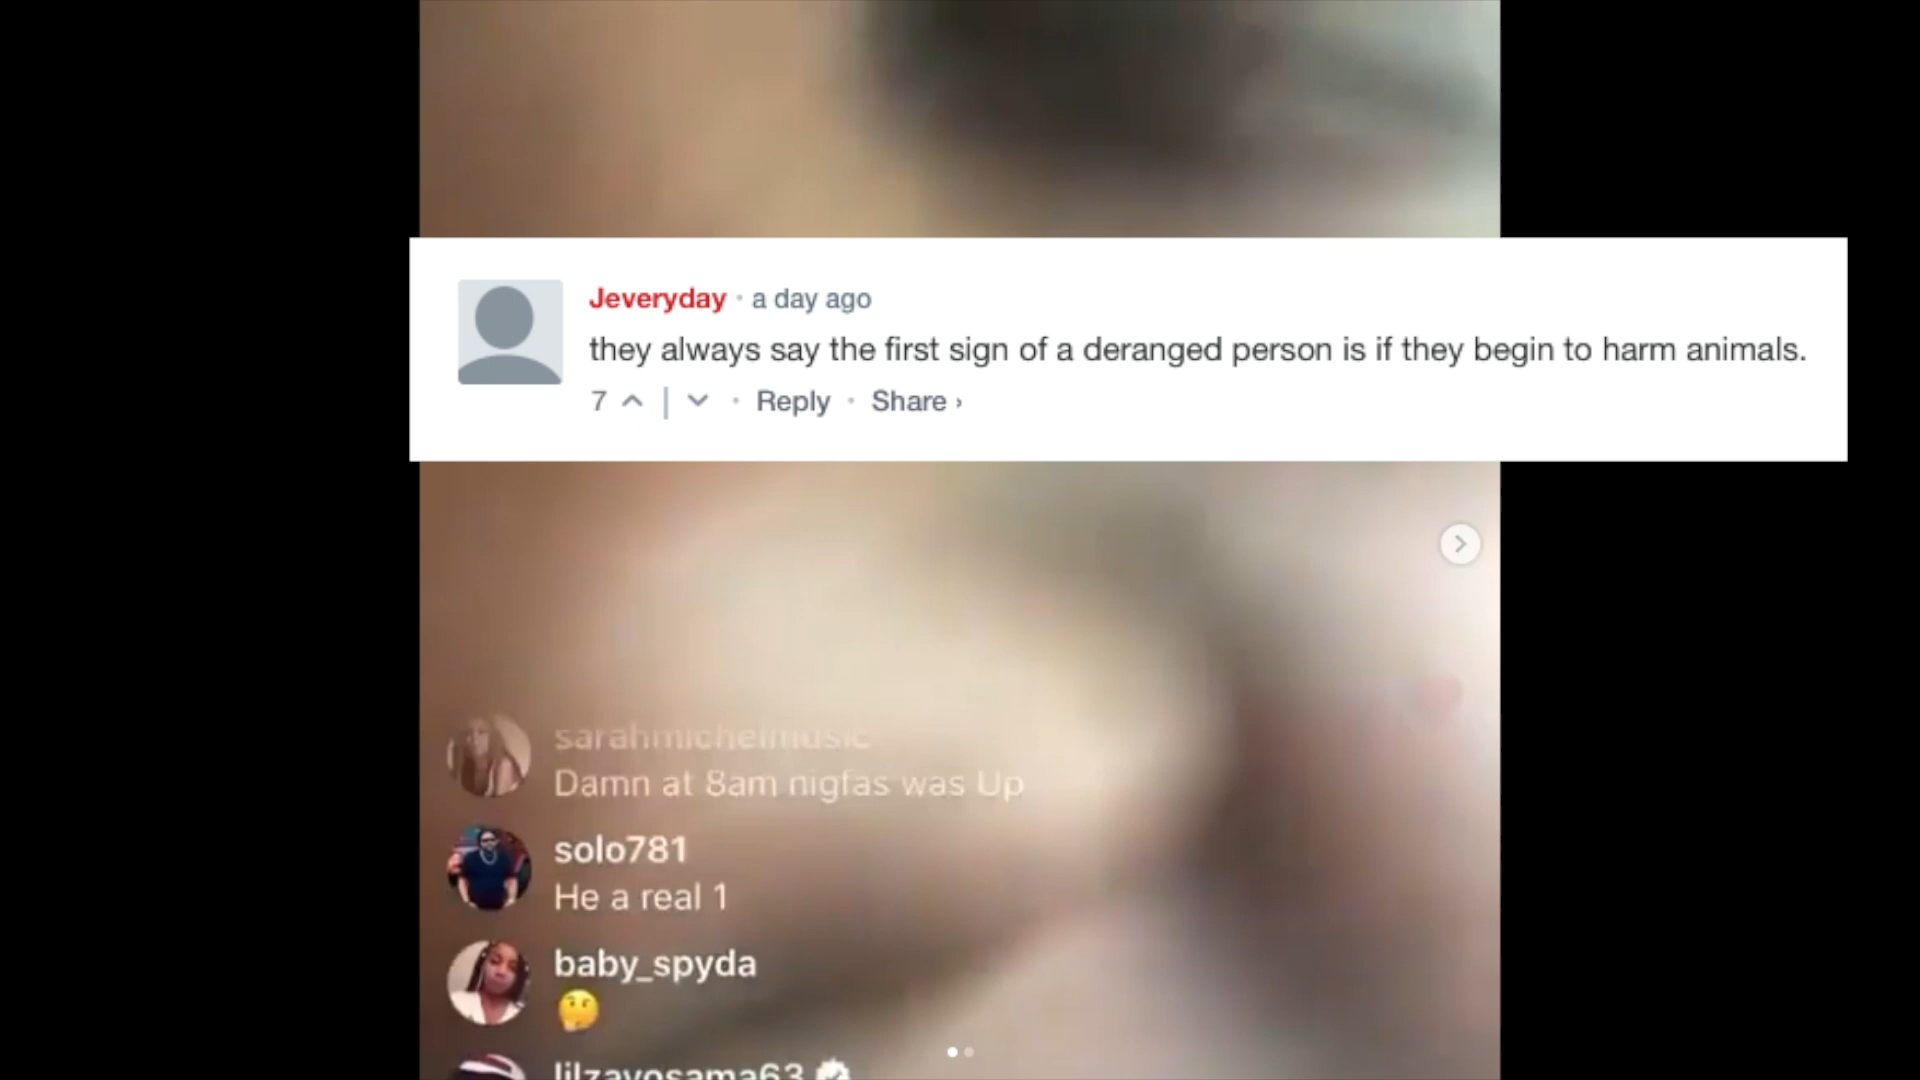 Jeveryday • a day ago
they always say the first sign of a deranged person is if they begin to harm animals.
7 | • Reply • Share ›
sarahmichelmusic
Damn at 8am nigfas was Up
solo781
He a real 1
baby_spyda
🤔
lilzayosama63